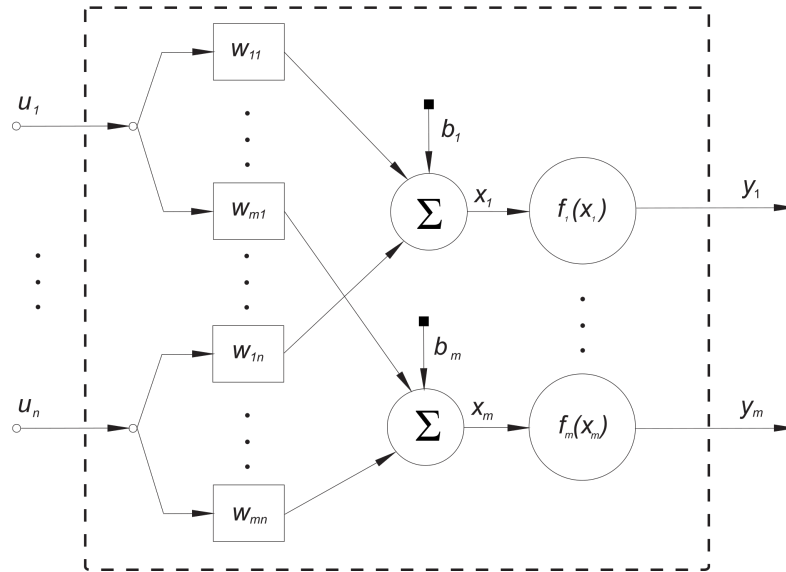 w₁₁
u₁
b₁
wₘ₁
Σ
x₁
f₁(x₁)
y₁
w₁ₙ
bₘ
uₙ
Σ
xₘ
fₘ(xₘ)
yₘ
wₘₙ